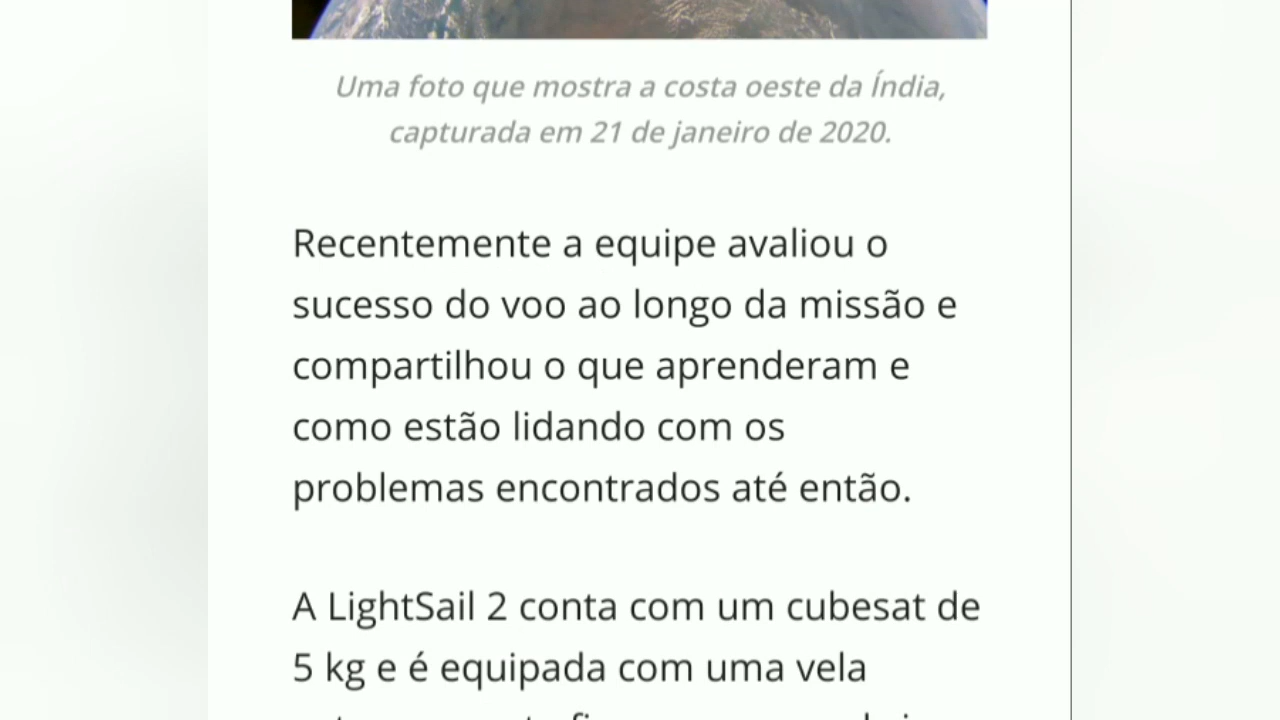 Uma foto que mostra a costa oeste da Índia,
capturada em 21 de janeiro de 2020.
Recentemente a equipe avaliou o
sucesso do voo ao longo da missão e
compartilhou o que aprenderam e
como estão lidando com os
problemas encontrados até então.
A LightSail 2 conta com um cubesat de
5 kg e é equipada com uma vela